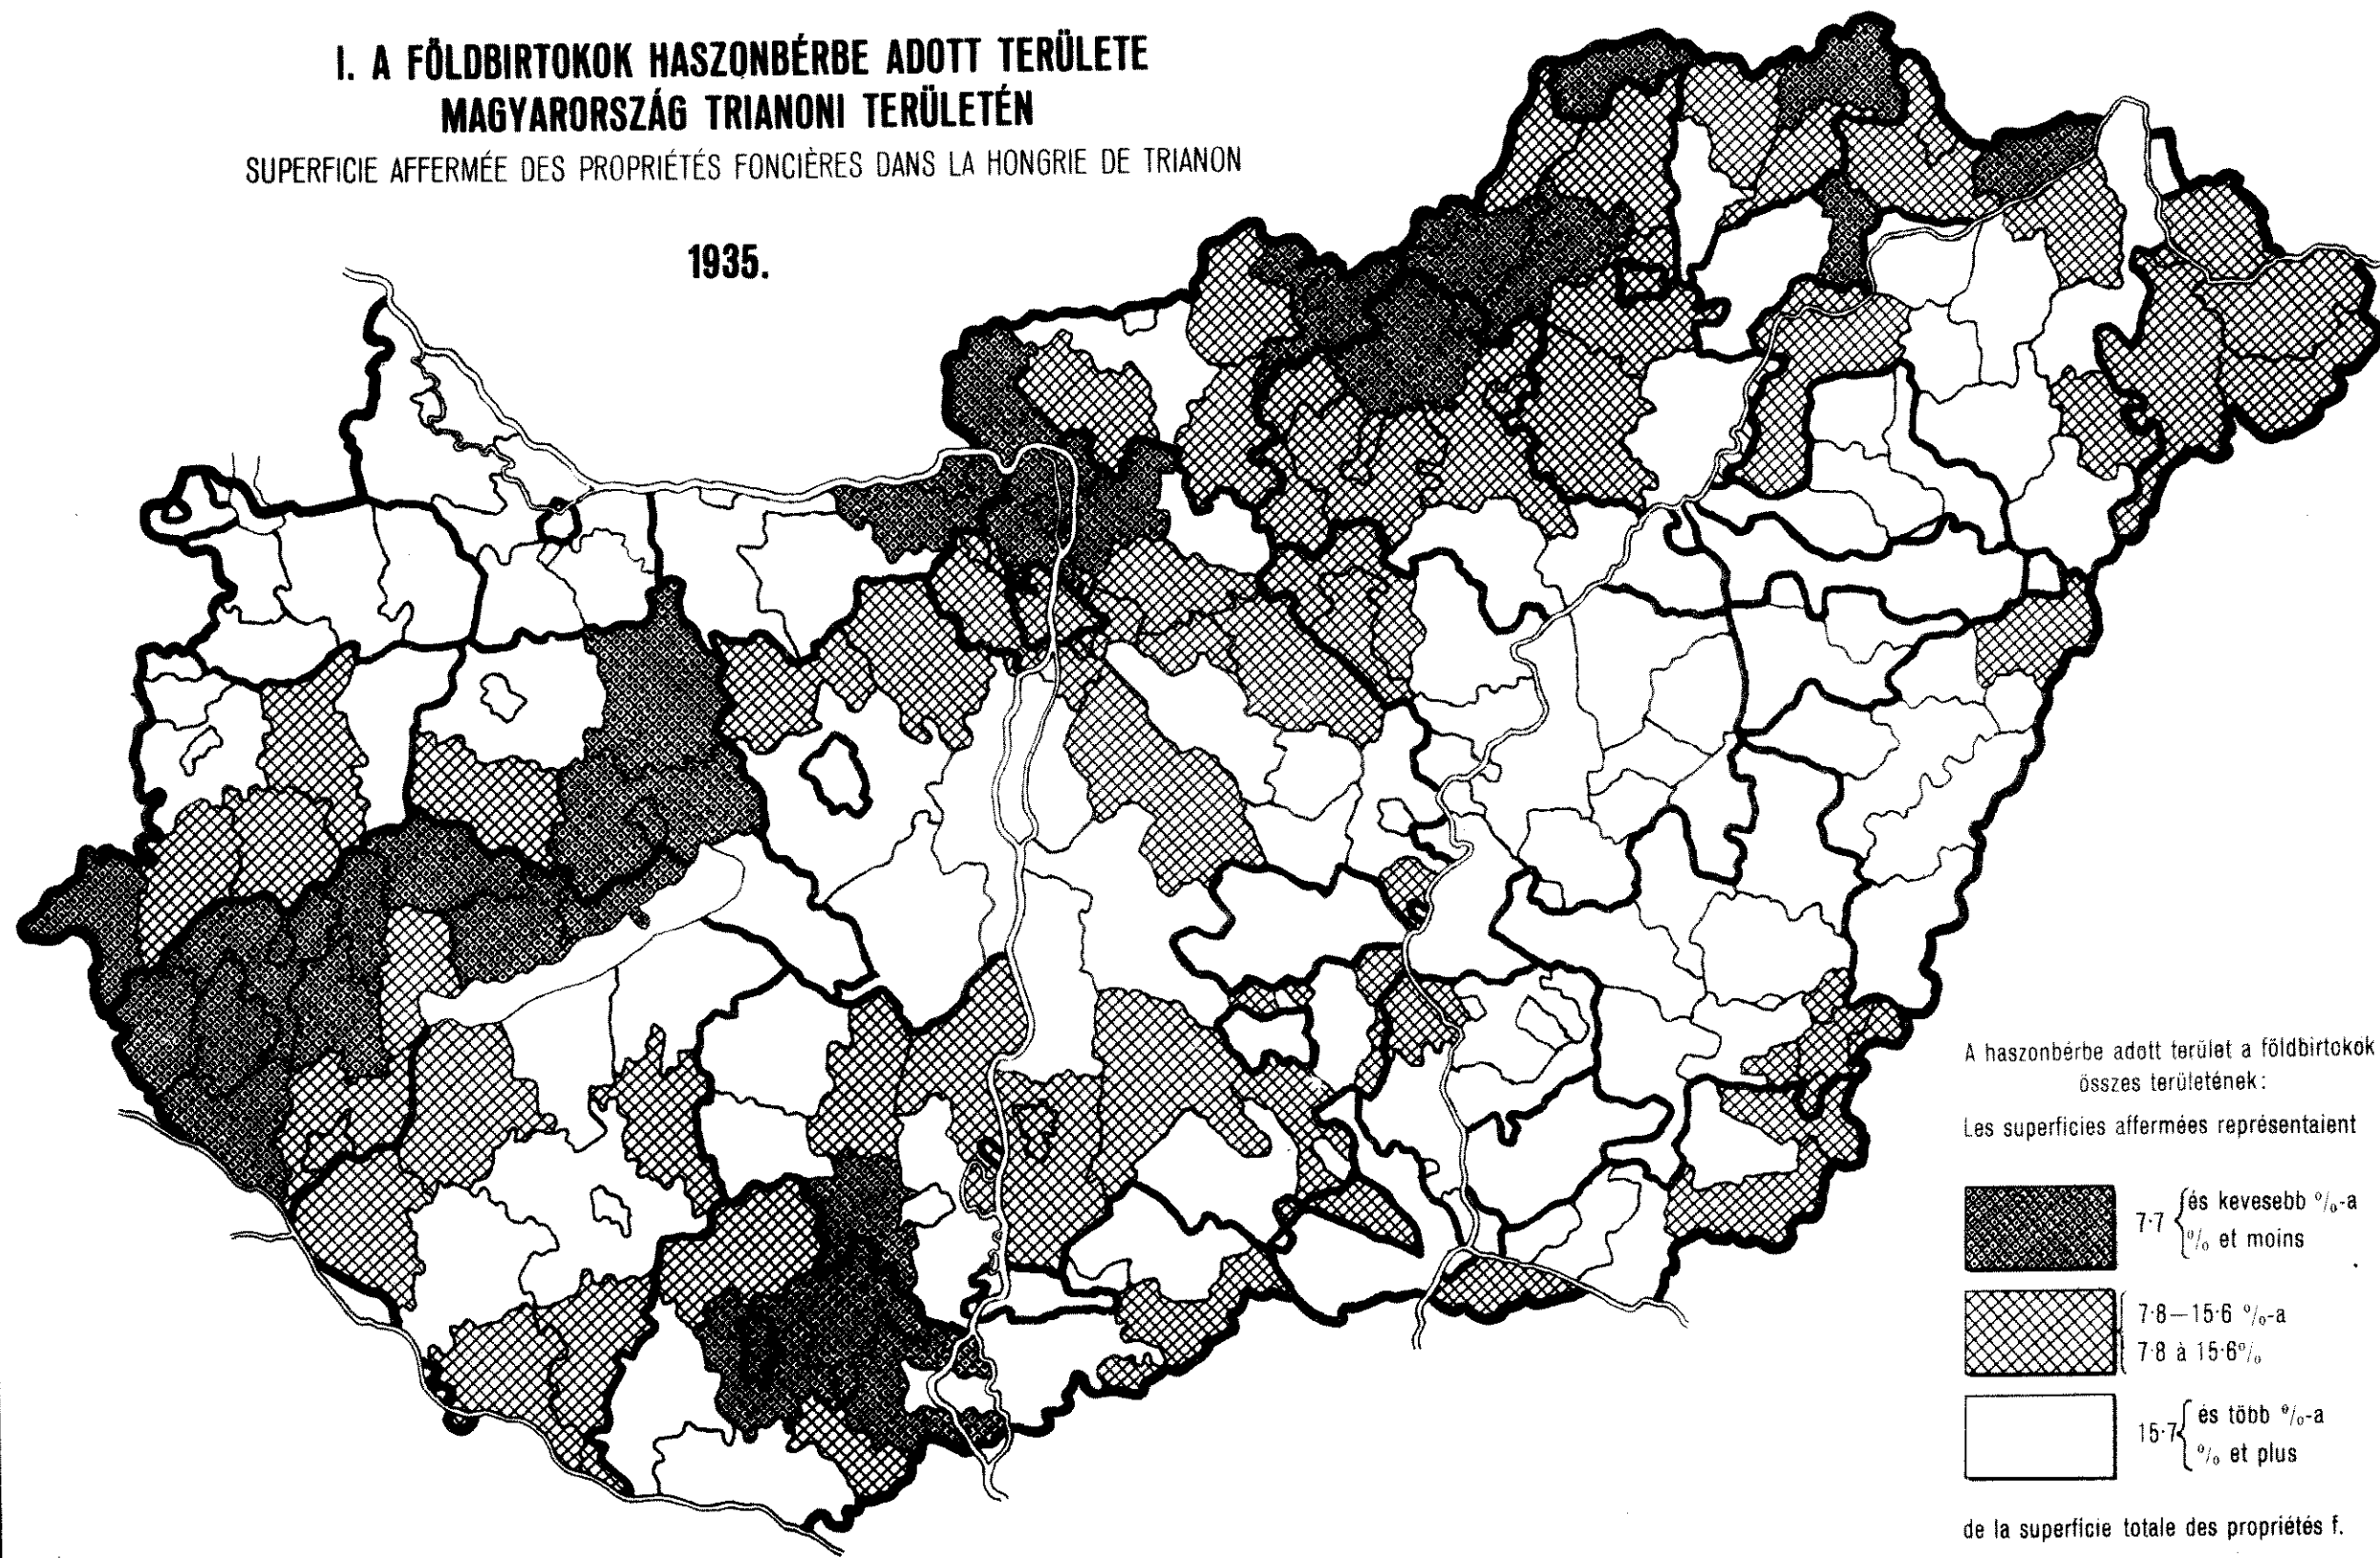 I. A FÖLDBIRTOKOK HASZONBÉRBE ADOTT TERÜLETE
MAGYARORSZÁG TRIANONI TERÜLETÉN
SUPERFICIE AFFERMÉE DES PROPRIÉTÉS FONCIÈRES DANS LA HONGRIE DE TRIANON
1935.
A haszonbérbe adott terület a földbirtokok
összes területének:
Les superficies affermées représentaient
7·7 { és kevesebb %-a
% et moins
7·8—15·6 %-a
7·8 à 15·6%
15·7 { és több %-a
% et plus
de la superficie totale des propriétés f.